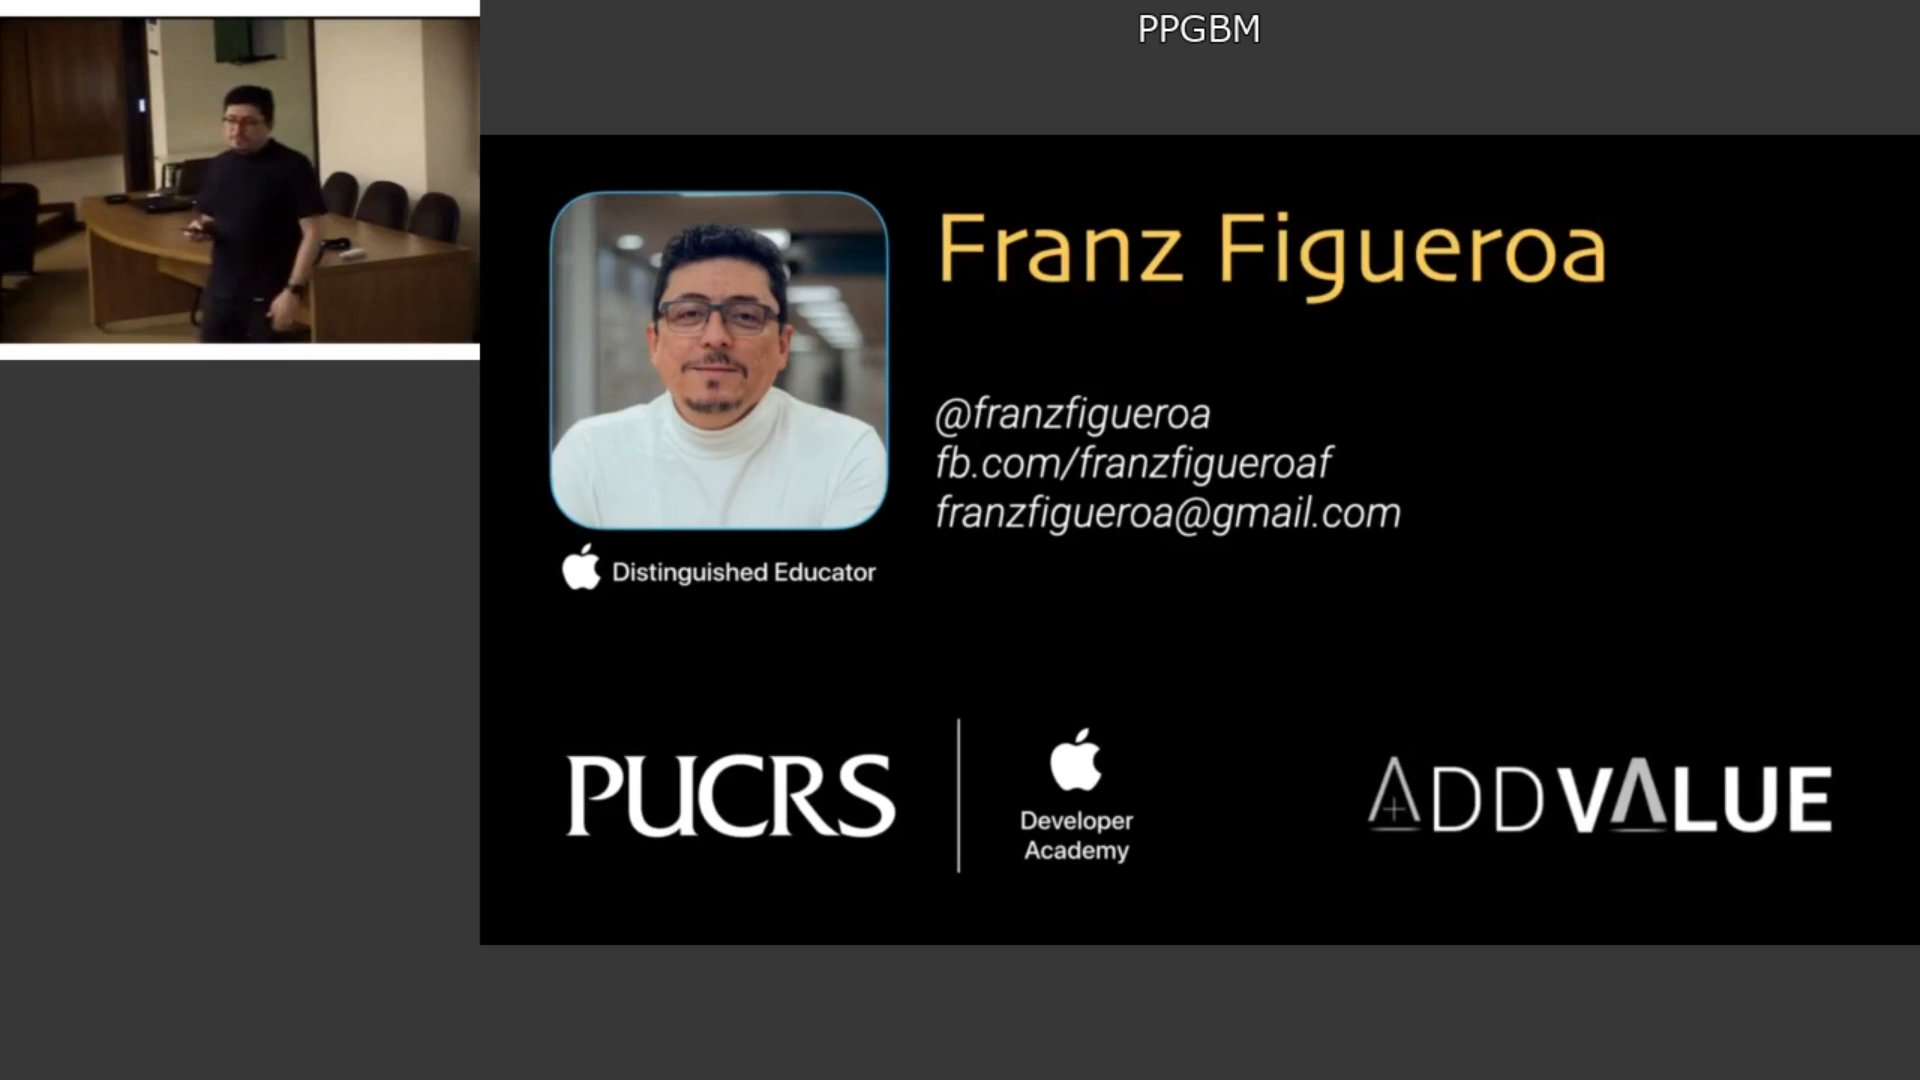 PPGBM
Franz Figueroa
@franzfigueroa
fb.com/franzfigueroaf
franzfigueroa@gmail.com
Distinguished Educator
PUCRS
Developer
Academy
ADDVALUE